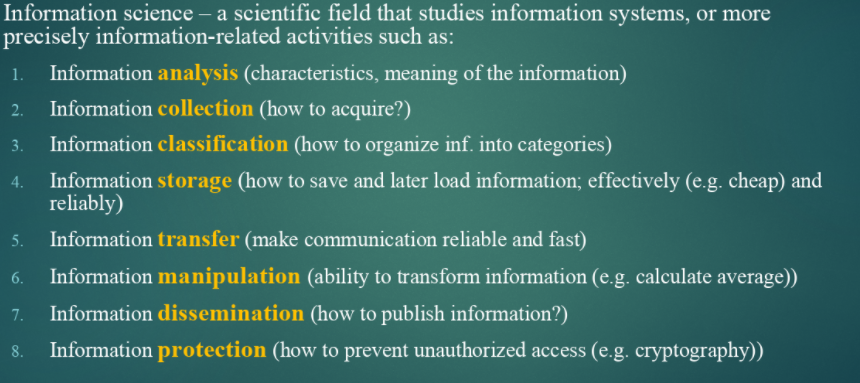 Information science – a scientific field that studies information systems, or more
precisely information-related activities such as:
1. Information analysis (characteristics, meaning of the information)
2. Information collection (how to acquire?)
3. Information classification (how to organize inf. into categories)
4. Information storage (how to save and later load information; effectively (e.g. cheap) and
reliably)
5. Information transfer (make communication reliable and fast)
6. Information manipulation (ability to transform information (e.g. calculate average))
7. Information dissemination (how to publish information?)
8. Information protection (how to prevent unauthorized access (e.g. cryptography))